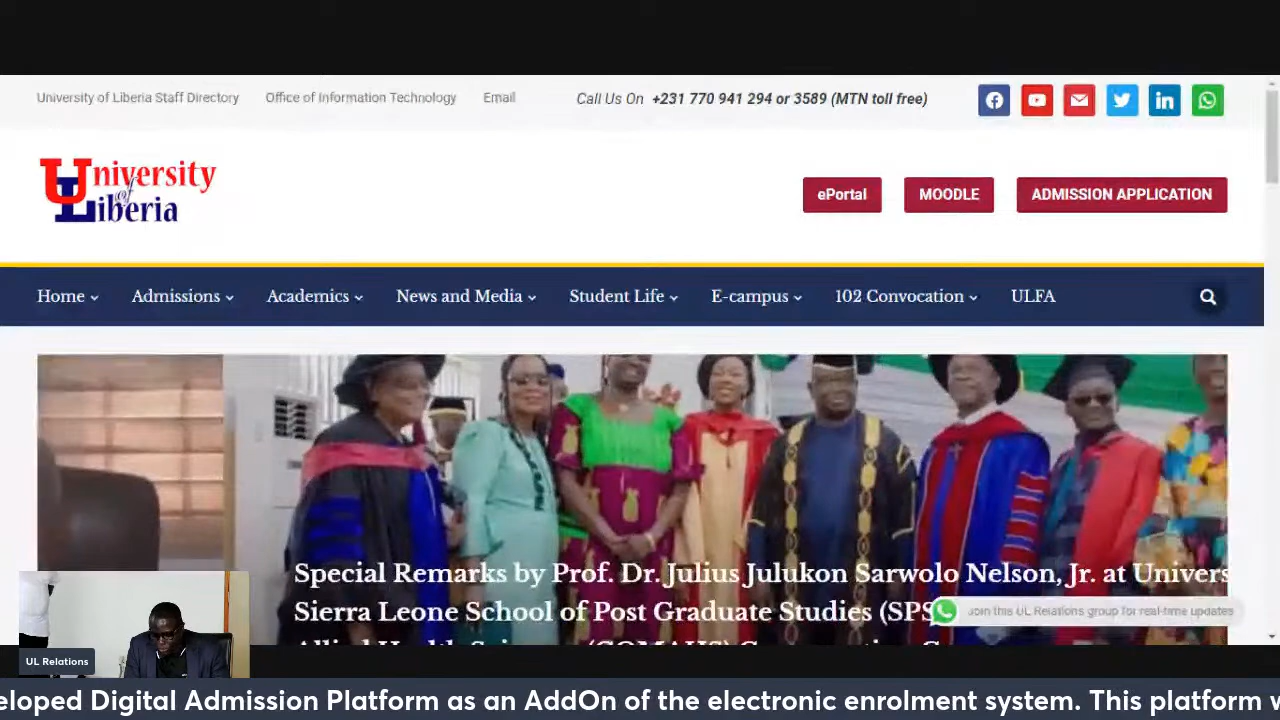 University of Liberia Staff Directory Office of Information Technology Email Call Us On +231 770 941 294 or 3589 (MTN toll free)
University
of
Liberia
ePortal MOODLE ADMISSION APPLICATION
Home Admissions Academics News and Media Student Life E-campus 102 Convocation ULFA
Special Remarks by Prof. Dr. Julius Julukon Sarwolo Nelson, Jr. at Univers
Sierra Leone School of Post Graduate Studies (SPS
Join this UL Relations group for real-time updates
UL Relations
eloped Digital Admission Platform as an AddOn of the electronic enrolment system. This platform w